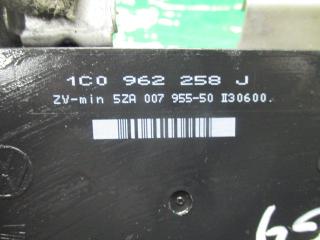 1C0 962 258 J
ZV-min 5ZA 007 955-50 II30600.